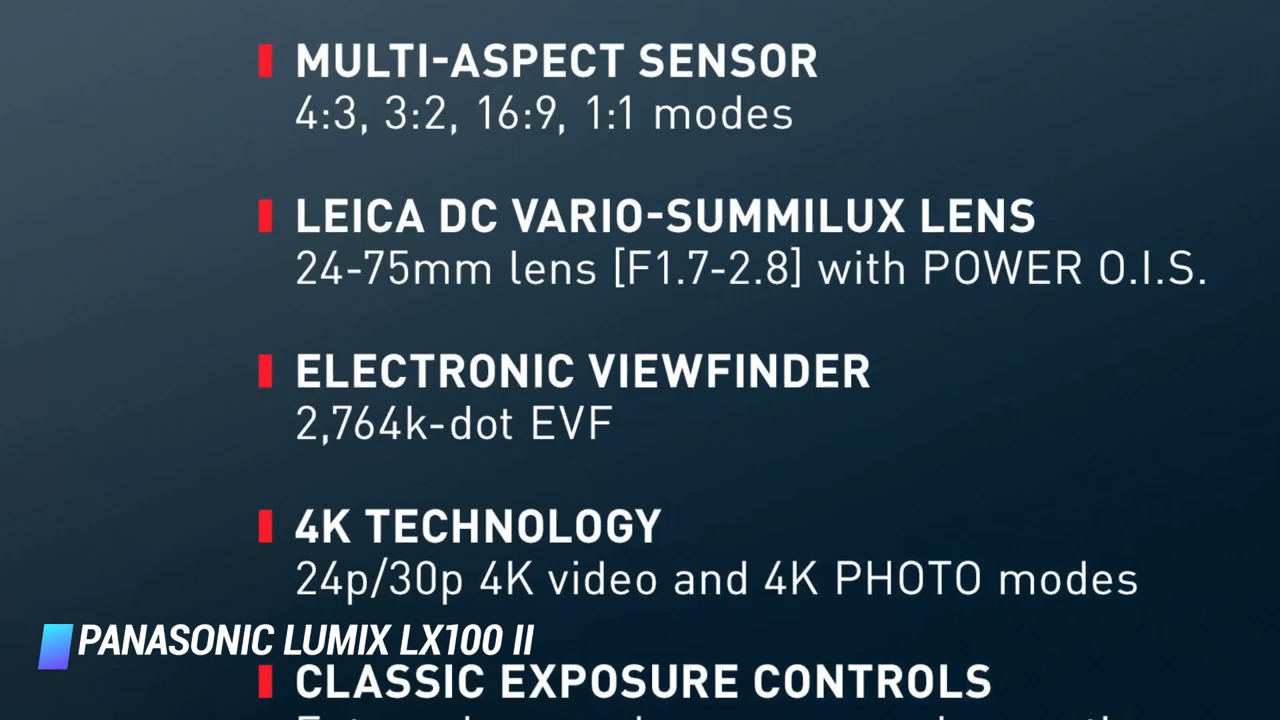 MULTI-ASPECT SENSOR
4:3, 3:2, 16:9, 1:1 modes
LEICA DC VARIO-SUMMILUX LENS
24-75mm lens [F1.7-2.8] with POWER O.I.S.
ELECTRONIC VIEWFINDER
2,764k-dot EVF
4K TECHNOLOGY
24p/30p 4K video and 4K PHOTO modes
PANASONIC LUMIX LX100 II
CLASSIC EXPOSURE CONTROLS